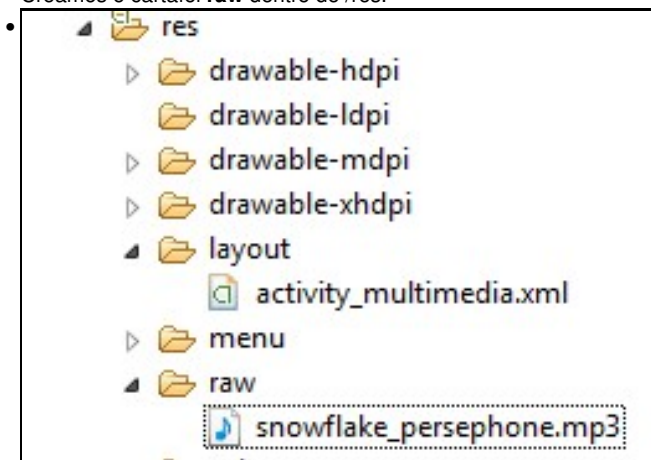 Creamos o cartafol raw dentro de /res.
res
drawable-hdpi
drawable-ldpi
drawable-mdpi
drawable-xhdpi
layout
activity_multimedia.xml
menu
raw
snowflake_persephone.mp3